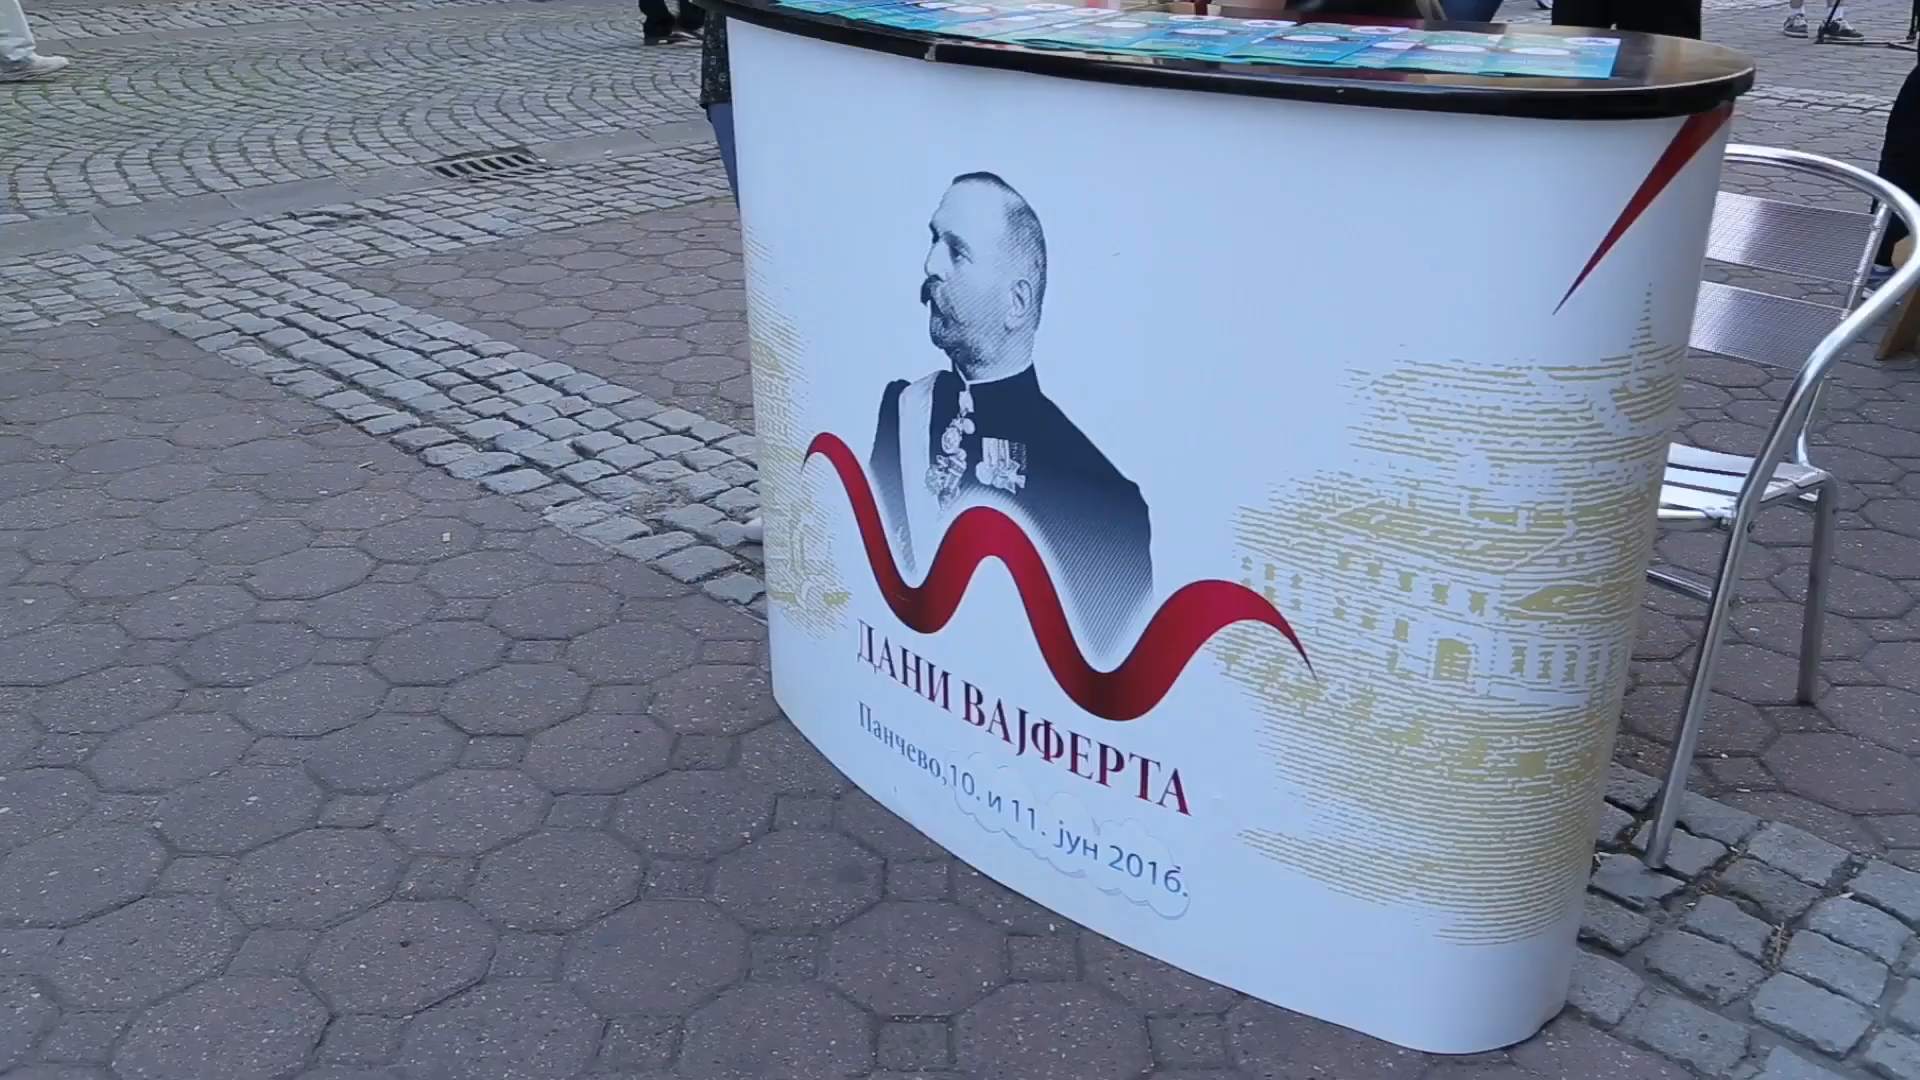 ДАНИ ВАЈФЕРТА
Панчево,10. и 11. јун 2016.